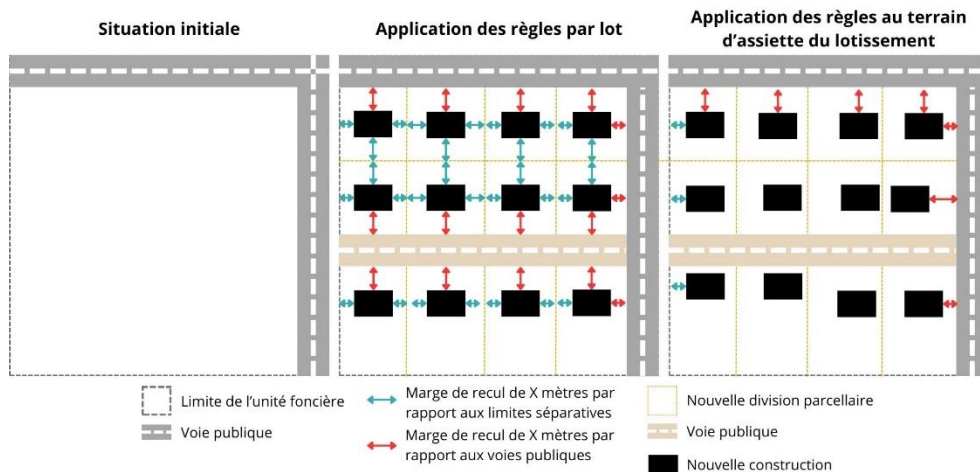 Situation initiale
Application des règles par lot
Application des règles au terrain
d'assiette du lotissement
Limite de l'unité foncière
Voie publique
Marge de recul de X mètres par
rapport aux limites séparatives
Marge de recul de X mètres par
rapport aux voies publiques
Nouvelle division parcellaire
Voie publique
Nouvelle construction